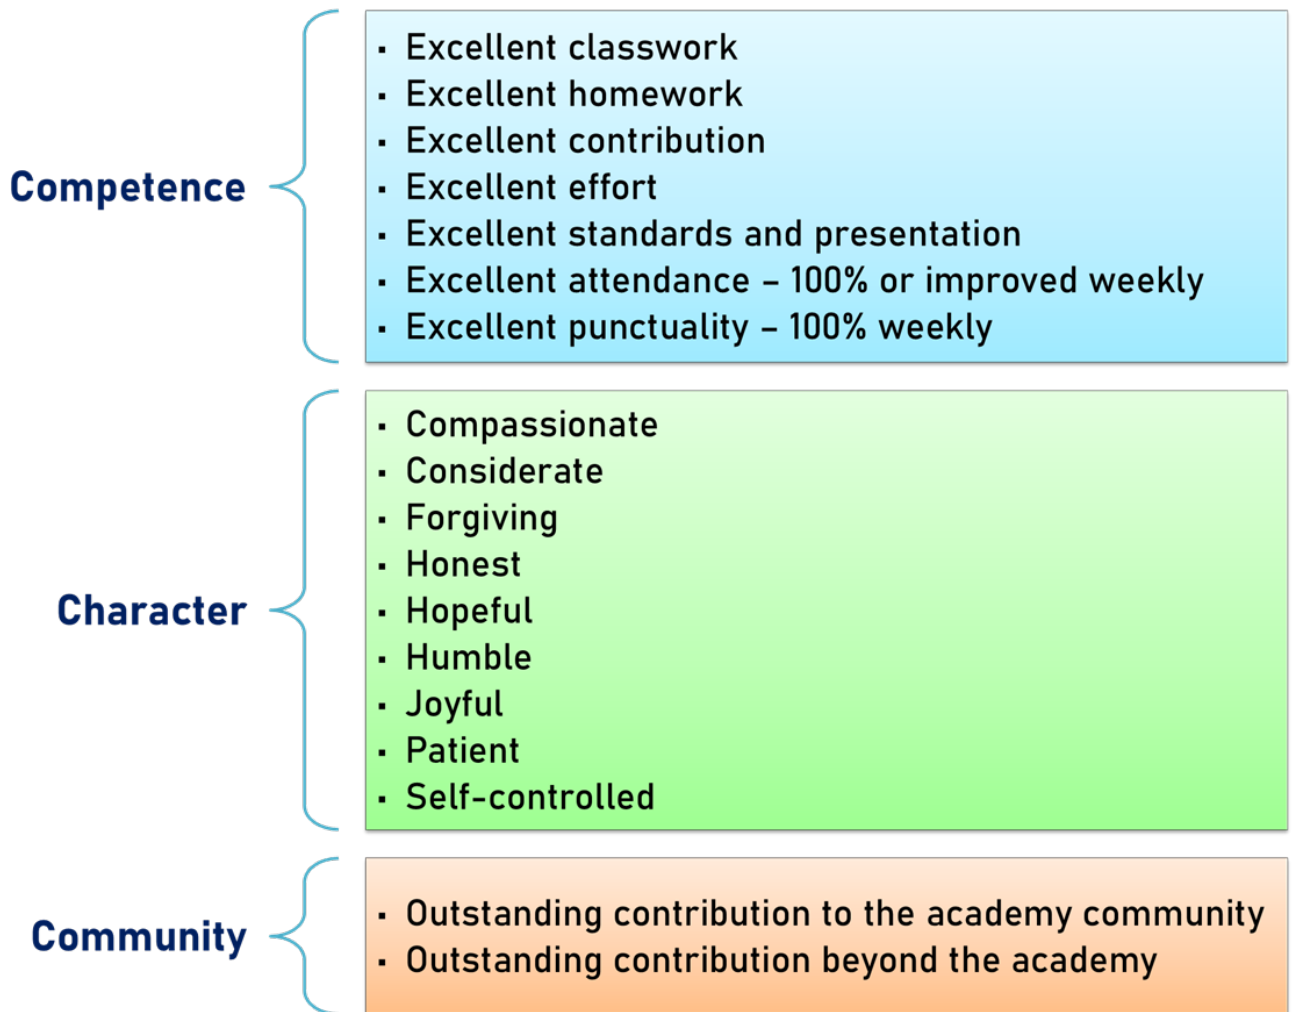 Competence
▪ Excellent classwork
▪ Excellent homework
▪ Excellent contribution
▪ Excellent effort
▪ Excellent standards and presentation
▪ Excellent attendance – 100% or improved weekly
▪ Excellent punctuality – 100% weekly
Character
▪ Compassionate
▪ Considerate
▪ Forgiving
▪ Honest
▪ Hopeful
▪ Humble
▪ Joyful
▪ Patient
▪ Self-controlled
Community
▪ Outstanding contribution to the academy community
▪ Outstanding contribution beyond the academy